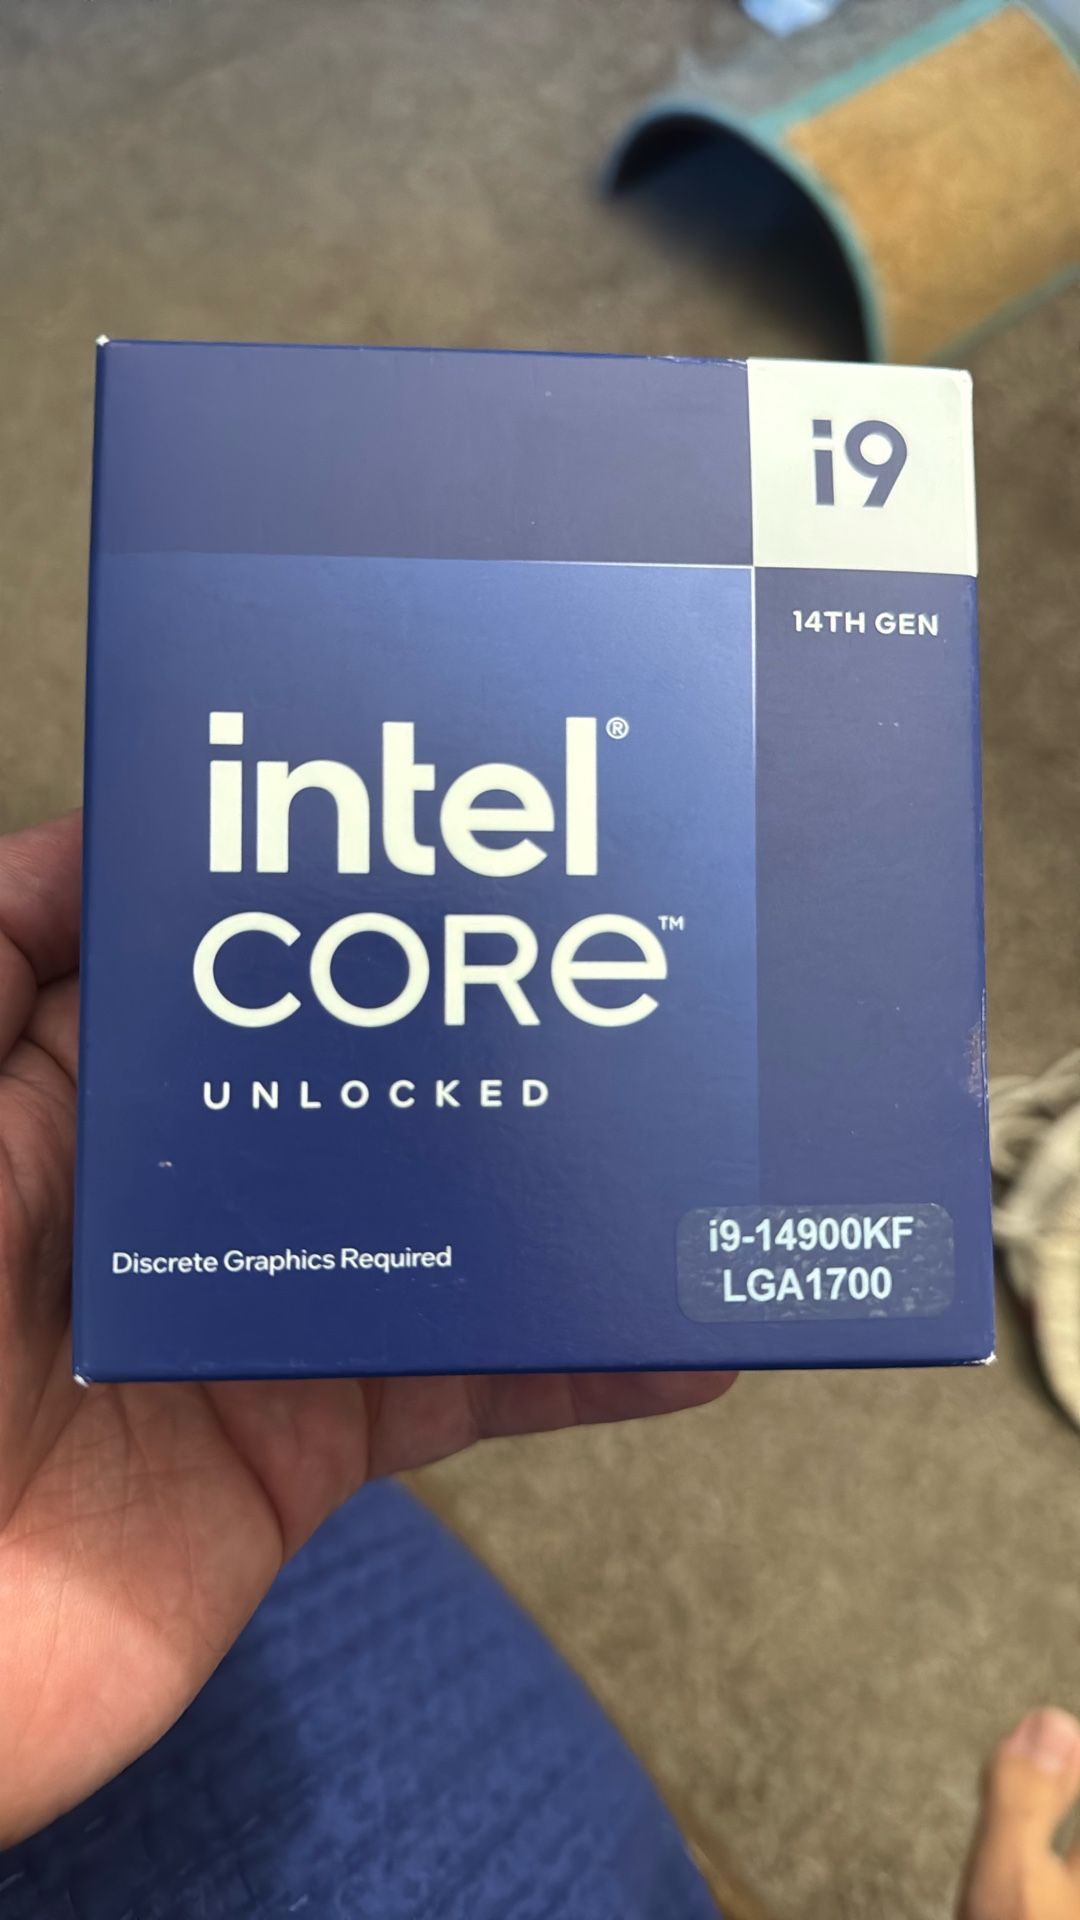 i9
14TH GEN
intel®
CORe™
UNLOCKED
Discrete Graphics Required
i9-14900KF
LGA1700